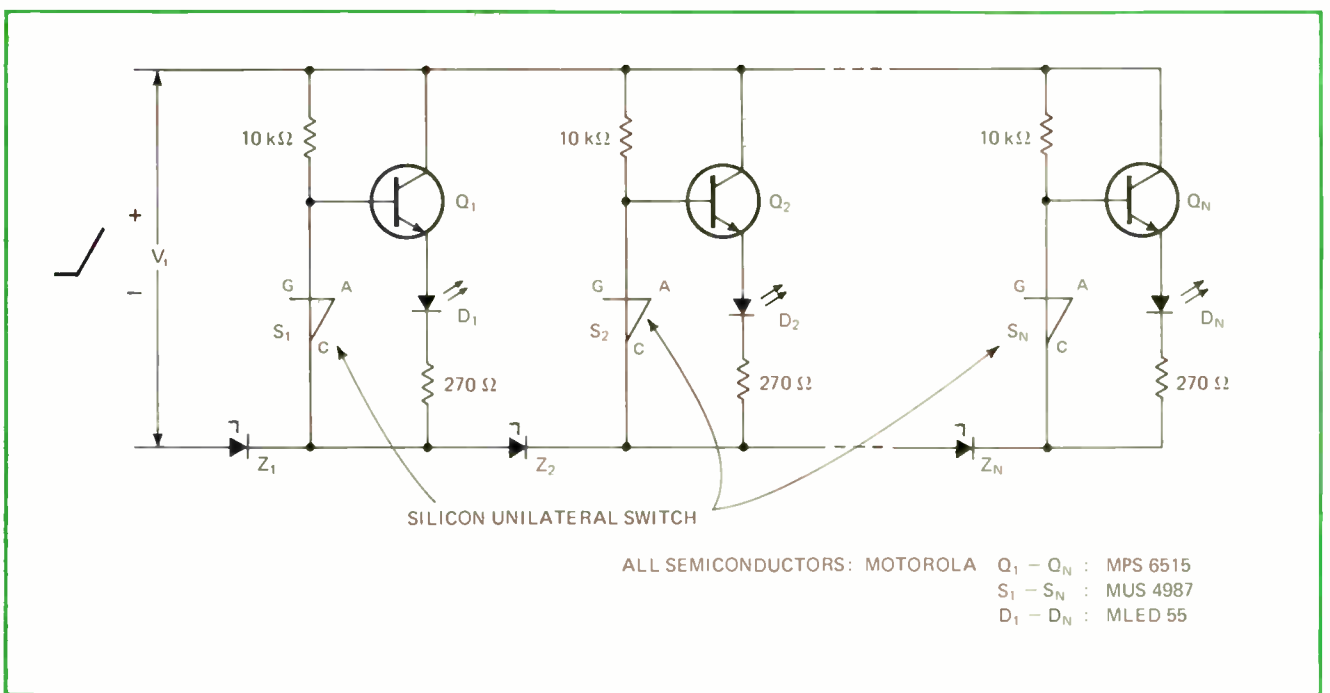 10 kΩ
10 kΩ
10 kΩ
Q₁
Q₂
Qₙ
+
V₁
−
G A
S₁
C
D₁
G A
S₂
C
D₂
G A
Sₙ
C
Dₙ
270 Ω
270 Ω
270 Ω
Z₁
Z₂
Zₙ
SILICON UNILATERAL SWITCH
ALL SEMICONDUCTORS: MOTOROLA Q₁ – Qₙ : MPS 6515
S₁ – Sₙ : MUS 4987
D₁ – Dₙ : MLED 55